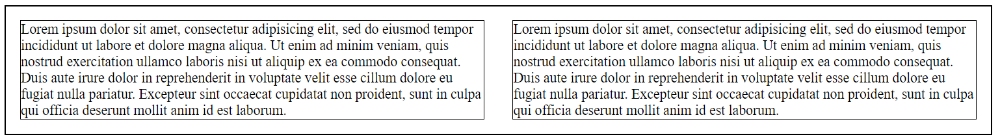 Lorem ipsum dolor sit amet, consectetur adipisicing elit, sed do eiusmod tempor
incididunt ut labore et dolore magna aliqua. Ut enim ad minim veniam, quis
nostrud exercitation ullamco laboris nisi ut aliquip ex ea commodo consequat.
Duis aute irure dolor in reprehenderit in voluptate velit esse cillum dolore eu
fugiat nulla pariatur. Excepteur sint occaecat cupidatat non proident, sunt in culpa
qui officia deserunt mollit anim id est laborum.
Lorem ipsum dolor sit amet, consectetur adipisicing elit, sed do eiusmod tempor
incididunt ut labore et dolore magna aliqua. Ut enim ad minim veniam, quis
nostrud exercitation ullamco laboris nisi ut aliquip ex ea commodo consequat.
Duis aute irure dolor in reprehenderit in voluptate velit esse cillum dolore eu
fugiat nulla pariatur. Excepteur sint occaecat cupidatat non proident, sunt in culpa
qui officia deserunt mollit anim id est laborum.